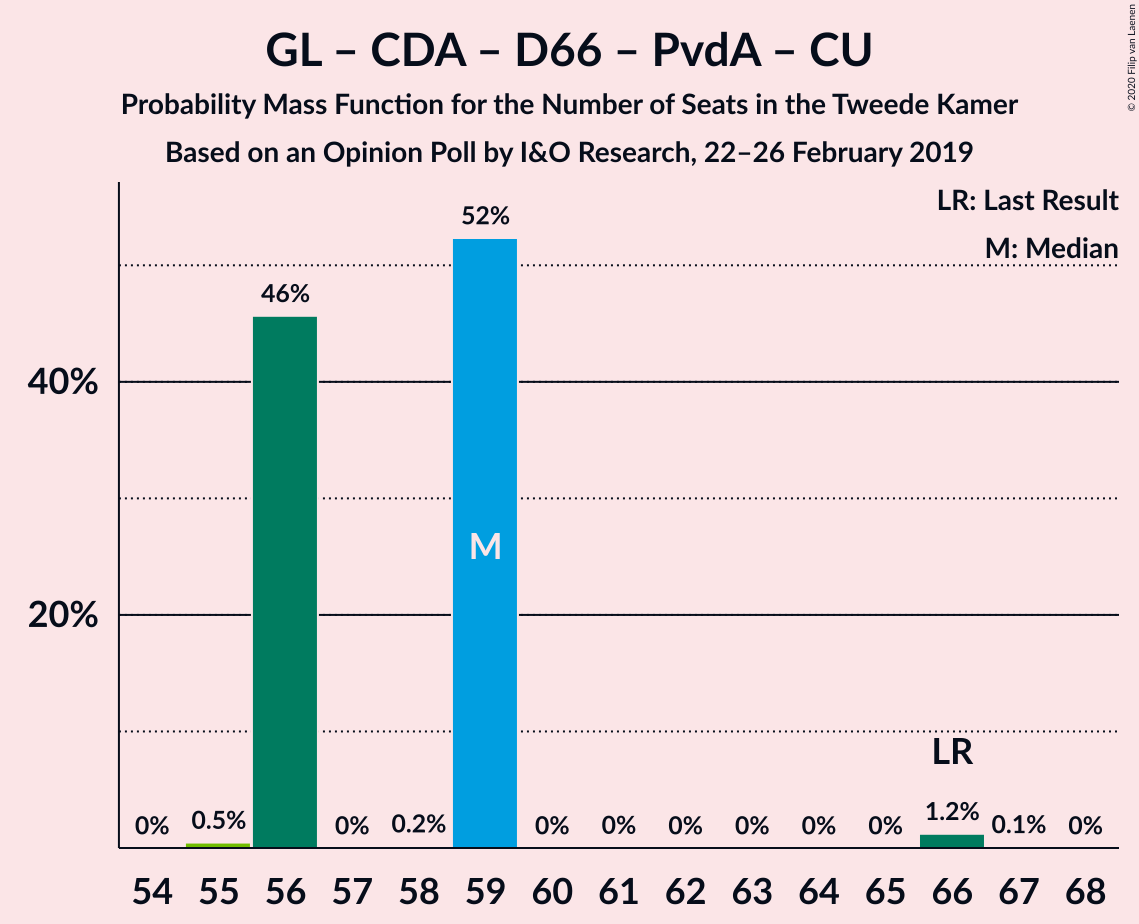 GL – CDA – D66 – PvdA – CU
Probability Mass Function for the Number of Seats in the Tweede Kamer
Based on an Opinion Poll by I&O Research, 22–26 February 2019
© 2020 Filip van Laenen
LR: Last Result
M: Median
40%
20%
0%
0.5%
46%
0%
0.2%
52%
M
0%
0%
0%
0%
0%
0%
LR
1.2%
0.1%
0%
54 55 56 57 58 59 60 61 62 63 64 65 66 67 68